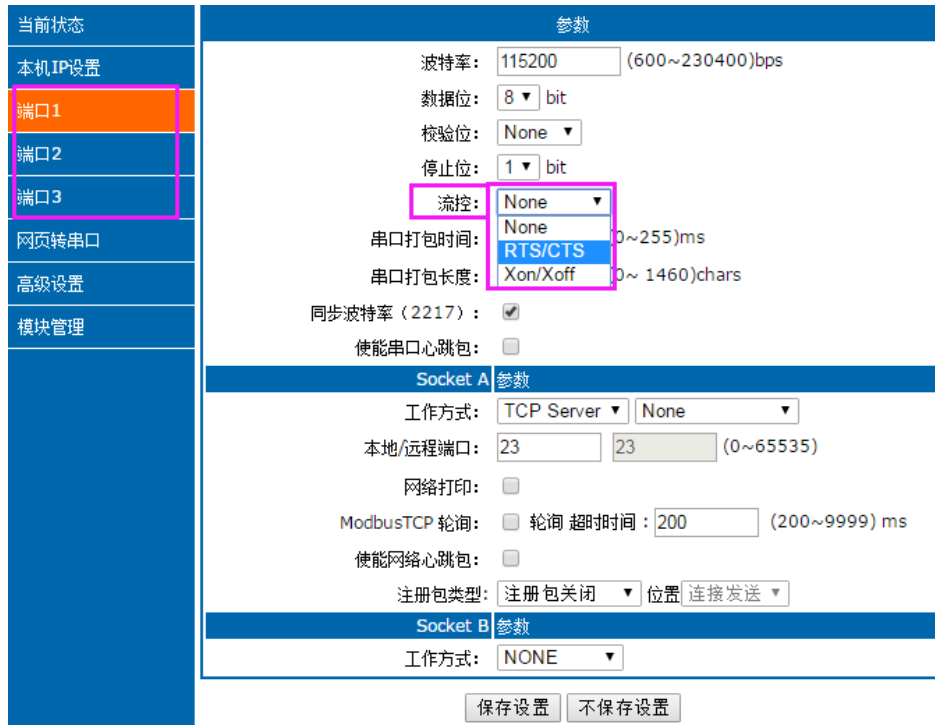 当前状态
本机IP设置
端口1
端口2
端口3
网页转串口
高级设置
模块管理
参数
波特率: 115200 (600~230400)bps
数据位: 8 bit
校验位: None
停止位: 1 bit
流控: None
None
RTS/CTS
Xon/Xoff
串口打包时间: 0~255)ms
串口打包长度: 0~ 1460)chars
同步波特率（2217）:
使能串口心跳包:
Socket A 参数
工作方式: TCP Server None
本地/远程端口: 23 23 (0~65535)
网络打印:
ModbusTCP 轮询: 轮询 超时时间：200 (200~9999) ms
使能网络心跳包:
注册包类型: 注册包关闭 位置 连接发送
Socket B 参数
工作方式: NONE
保存设置 不保存设置